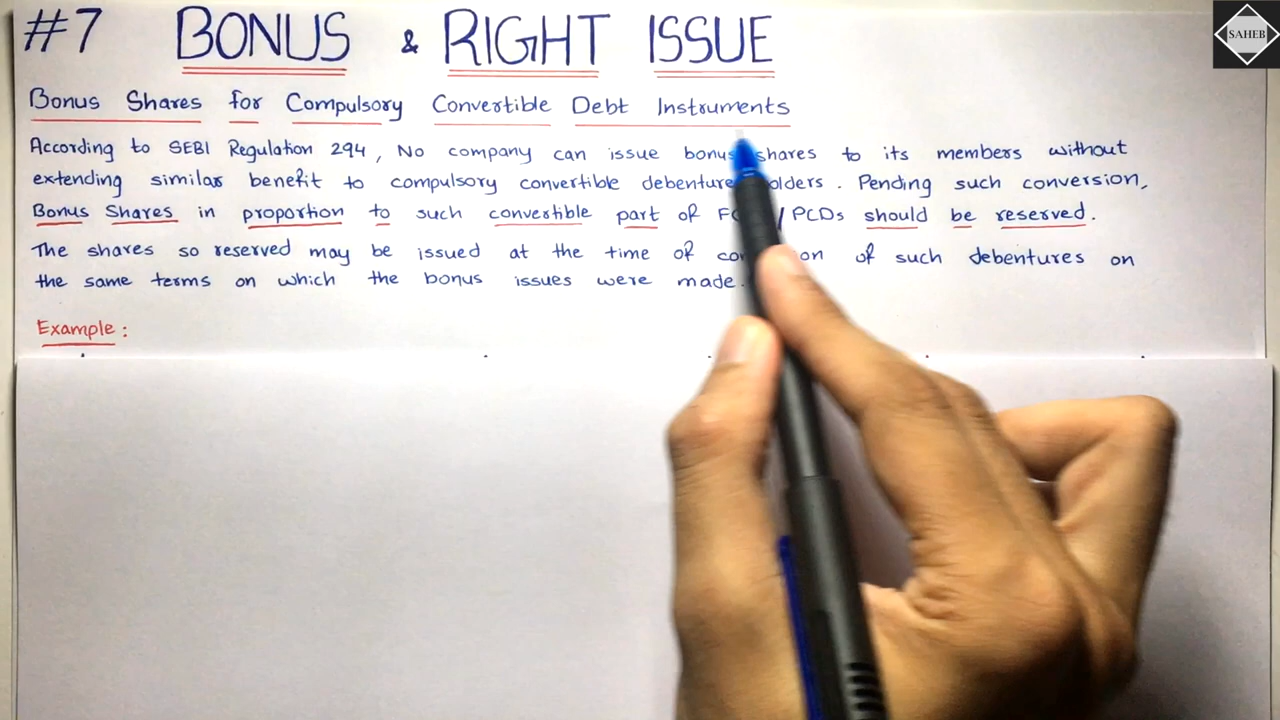 #7 BONUS & RIGHT ISSUE
SAHEB
Bonus Shares for Compulsory Convertible Debt Instruments
According to SEBI Regulation 294, No company can issue bonus shares to its members without
extending similar benefit to compulsory convertible debenture holders. Pending such conversion,
Bonus Shares in proportion to such convertible part of /PCDs should be reserved.
The shares so reserved may be issued at the time of of such debentures on
the same terms on which the bonus issues were made.
Example: